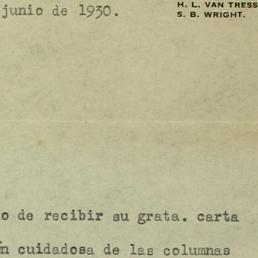 H. L. VAN TRESS
S. B. WRIGHT.
junio de 1930.
o de recibir su grata. carta
n cuidadosa de las columnas